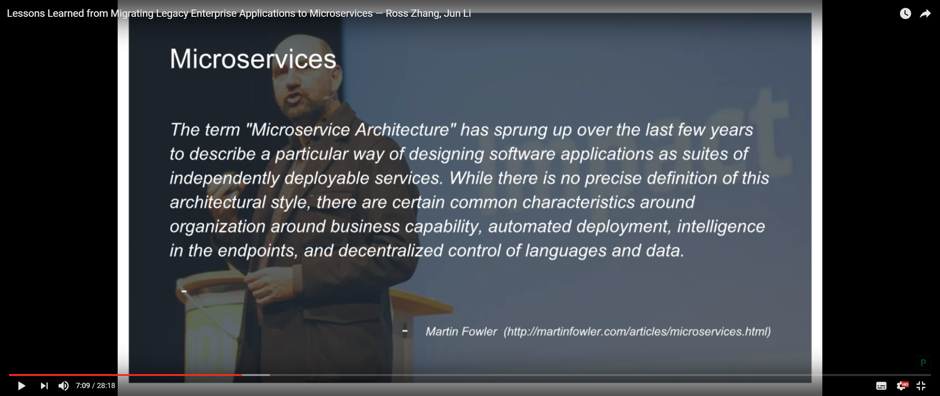 Lessons Learned from Migrating Legacy Enterprise Applications to Microservices — Ross Zhang, Jun Li
Microservices
The term "Microservice Architecture" has sprung up over the last few years
to describe a particular way of designing software applications as suites of
independently deployable services. While there is no precise definition of this
architectural style, there are certain common characteristics around
organization around business capability, automated deployment, intelligence
in the endpoints, and decentralized control of languages and data.
-
- Martin Fowler (http://martinfowler.com/articles/microservices.html)
P
7:09 / 28:18